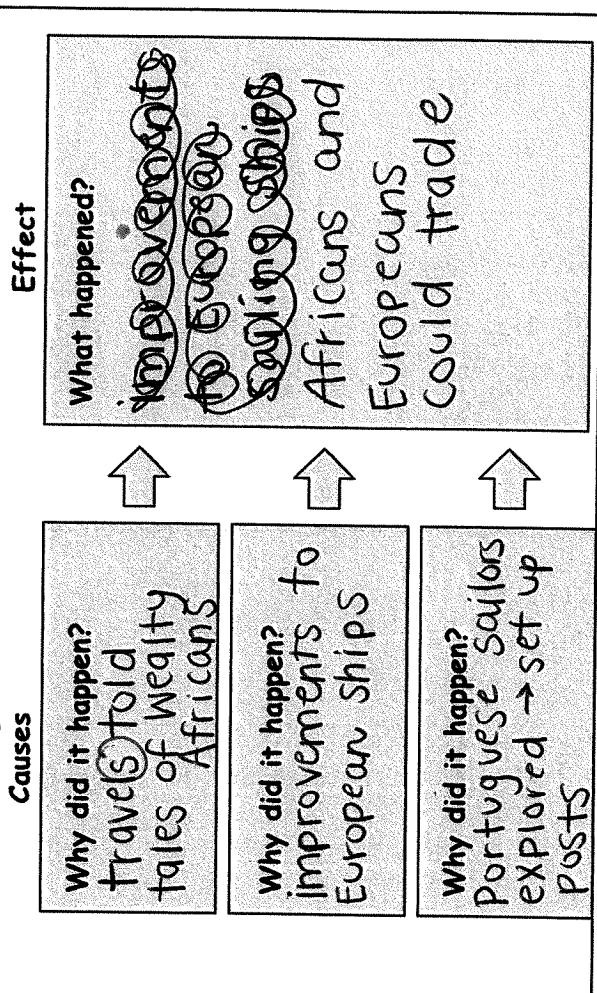 Causes
Why did it happen?
travels told
tales of wealty
Africans
Why did it happen?
improvements to
European ships
Why did it happen?
Portuguese sailors
explored → set up
posts
Effect
What happened?
improvements
to European
sailing ships
Africans and
Europeans
could trade